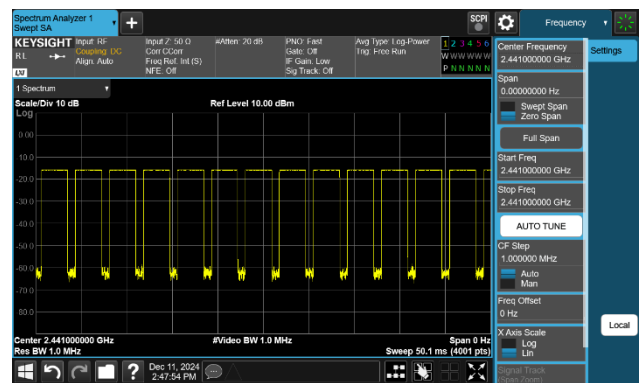 Spectrum Analyzer 1
Swept SA
+
SCPI
Frequency
KEYSIGHT
RL
Input: RF
Coupling: DC
Align: Auto
Input Z: 50 Ω
Corr CCorr
Freq Ref: Int (S)
NFE: Off
#Atten: 20 dB
PNO: Fast
Gate: Off
IF Gain: Low
Sig Track: Off
Avg Type: Log-Power
Trig: Free Run
1 2 3 4 5 6
W W W W W W
P N N N N N
LVI
1 Spectrum
Scale/Div 10 dB
Ref Level 10.00 dBm
Log
0.00
-10.0
-20.0
-30.0
-40.0
-50.0
-60.0
-70.0
-80.0
Center 2.441000000 GHz
#Video BW 1.0 MHz
Span 0 Hz
Res BW 1.0 MHz
Sweep 50.1 ms (4001 pts)
Center Frequency
2.441000000 GHz
Settings
Span
0.00000000 Hz
Swept Span
Zero Span
Full Span
Start Freq
2.441000000 GHz
Stop Freq
2.441000000 GHz
AUTO TUNE
CF Step
1.000000 MHz
Auto
Man
Freq Offset
0 Hz
X Axis Scale
Log
Lin
Local
Signal Track
(Span Zoom)
?
Dec 11, 2024
2:47:54 PM